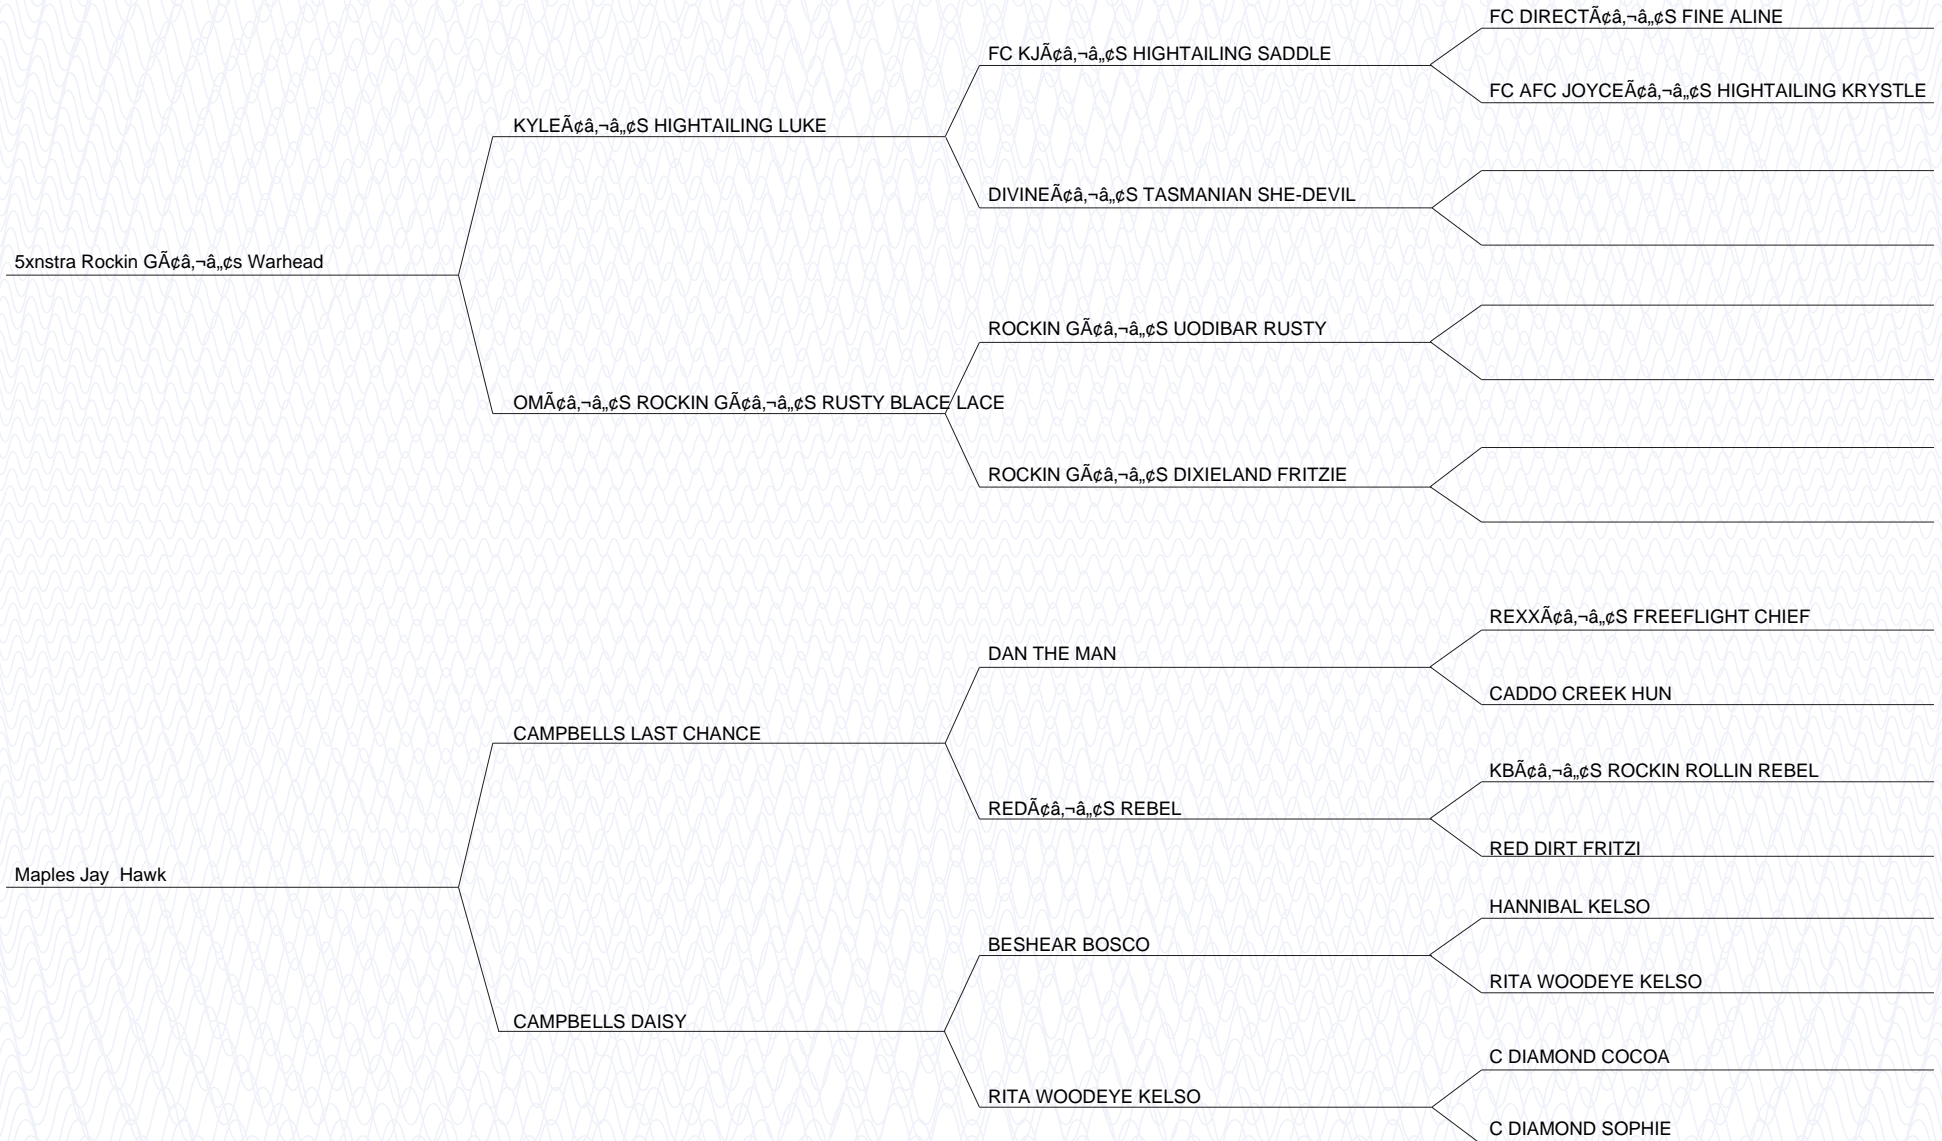 FC DIRECTÃ¢â‚¬â„¢S FINE ALINE
FC KJÃ¢â‚¬â„¢S HIGHTAILING SADDLE
FC AFC JOYCEÃ¢â‚¬â„¢S HIGHTAILING KRYSTLE
KYLEÃ¢â‚¬â„¢S HIGHTAILING LUKE
DIVINEÃ¢â‚¬â„¢S TASMANIAN SHE-DEVIL
5xnstra Rockin GÃ¢â‚¬â„¢s Warhead
ROCKIN GÃ¢â‚¬â„¢S UODIBAR RUSTY
OMÃ¢â‚¬â„¢S ROCKIN GÃ¢â‚¬â„¢S RUSTY BLACE LACE
ROCKIN GÃ¢â‚¬â„¢S DIXIELAND FRITZIE
REXXÃ¢â‚¬â„¢S FREEFLIGHT CHIEF
DAN THE MAN
CADDO CREEK HUN
CAMPBELLS LAST CHANCE
KBÃ¢â‚¬â„¢S ROCKIN ROLLIN REBEL
REDÃ¢â‚¬â„¢S REBEL
RED DIRT FRITZI
Maples Jay  Hawk
HANNIBAL KELSO
BESHEAR BOSCO
RITA WOODEYE KELSO
CAMPBELLS DAISY
C DIAMOND COCOA
RITA WOODEYE KELSO
C DIAMOND SOPHIE